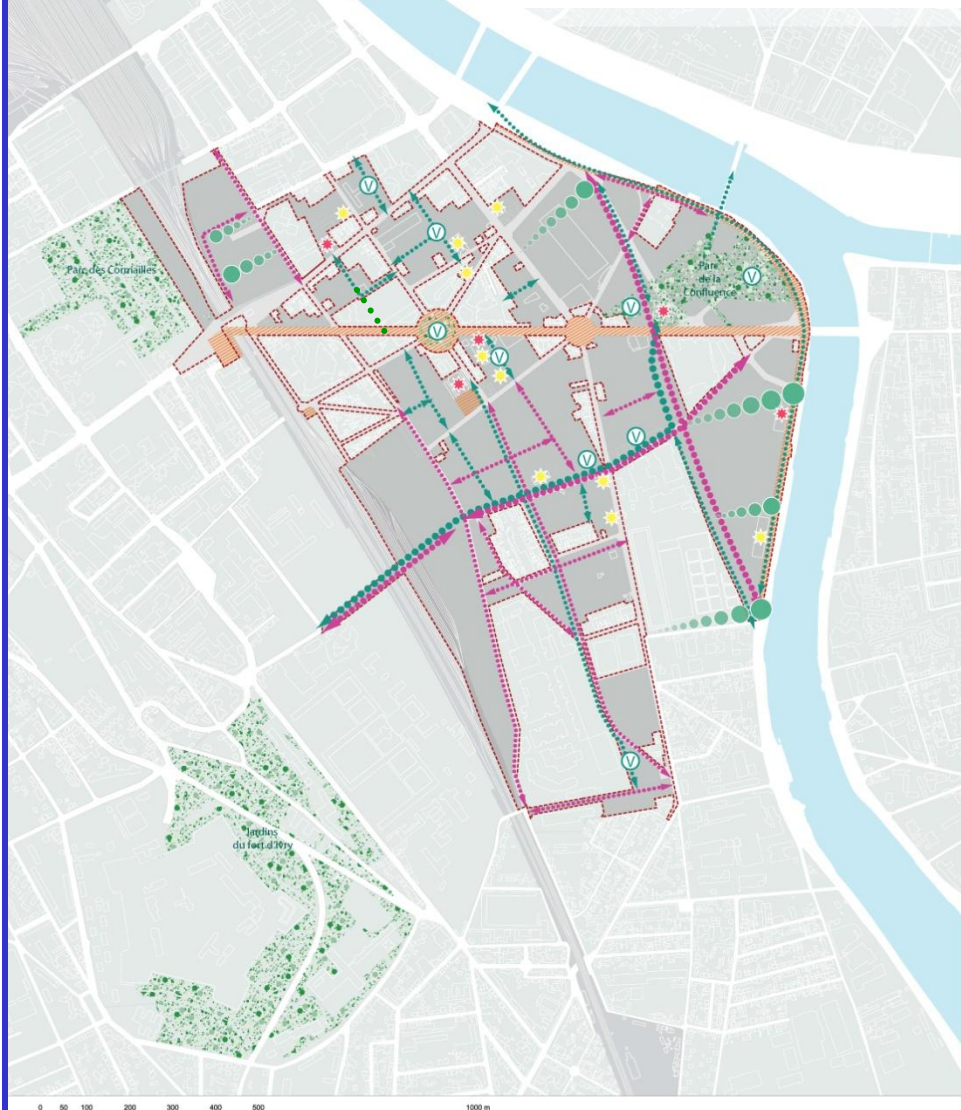 V
V
Parc des Cormailles
Parc
de la
Confluence
V
V
V
V
V
V
V
Jardins
du fort d'Ivry
0 50 100 200 300 400 500 1000 m